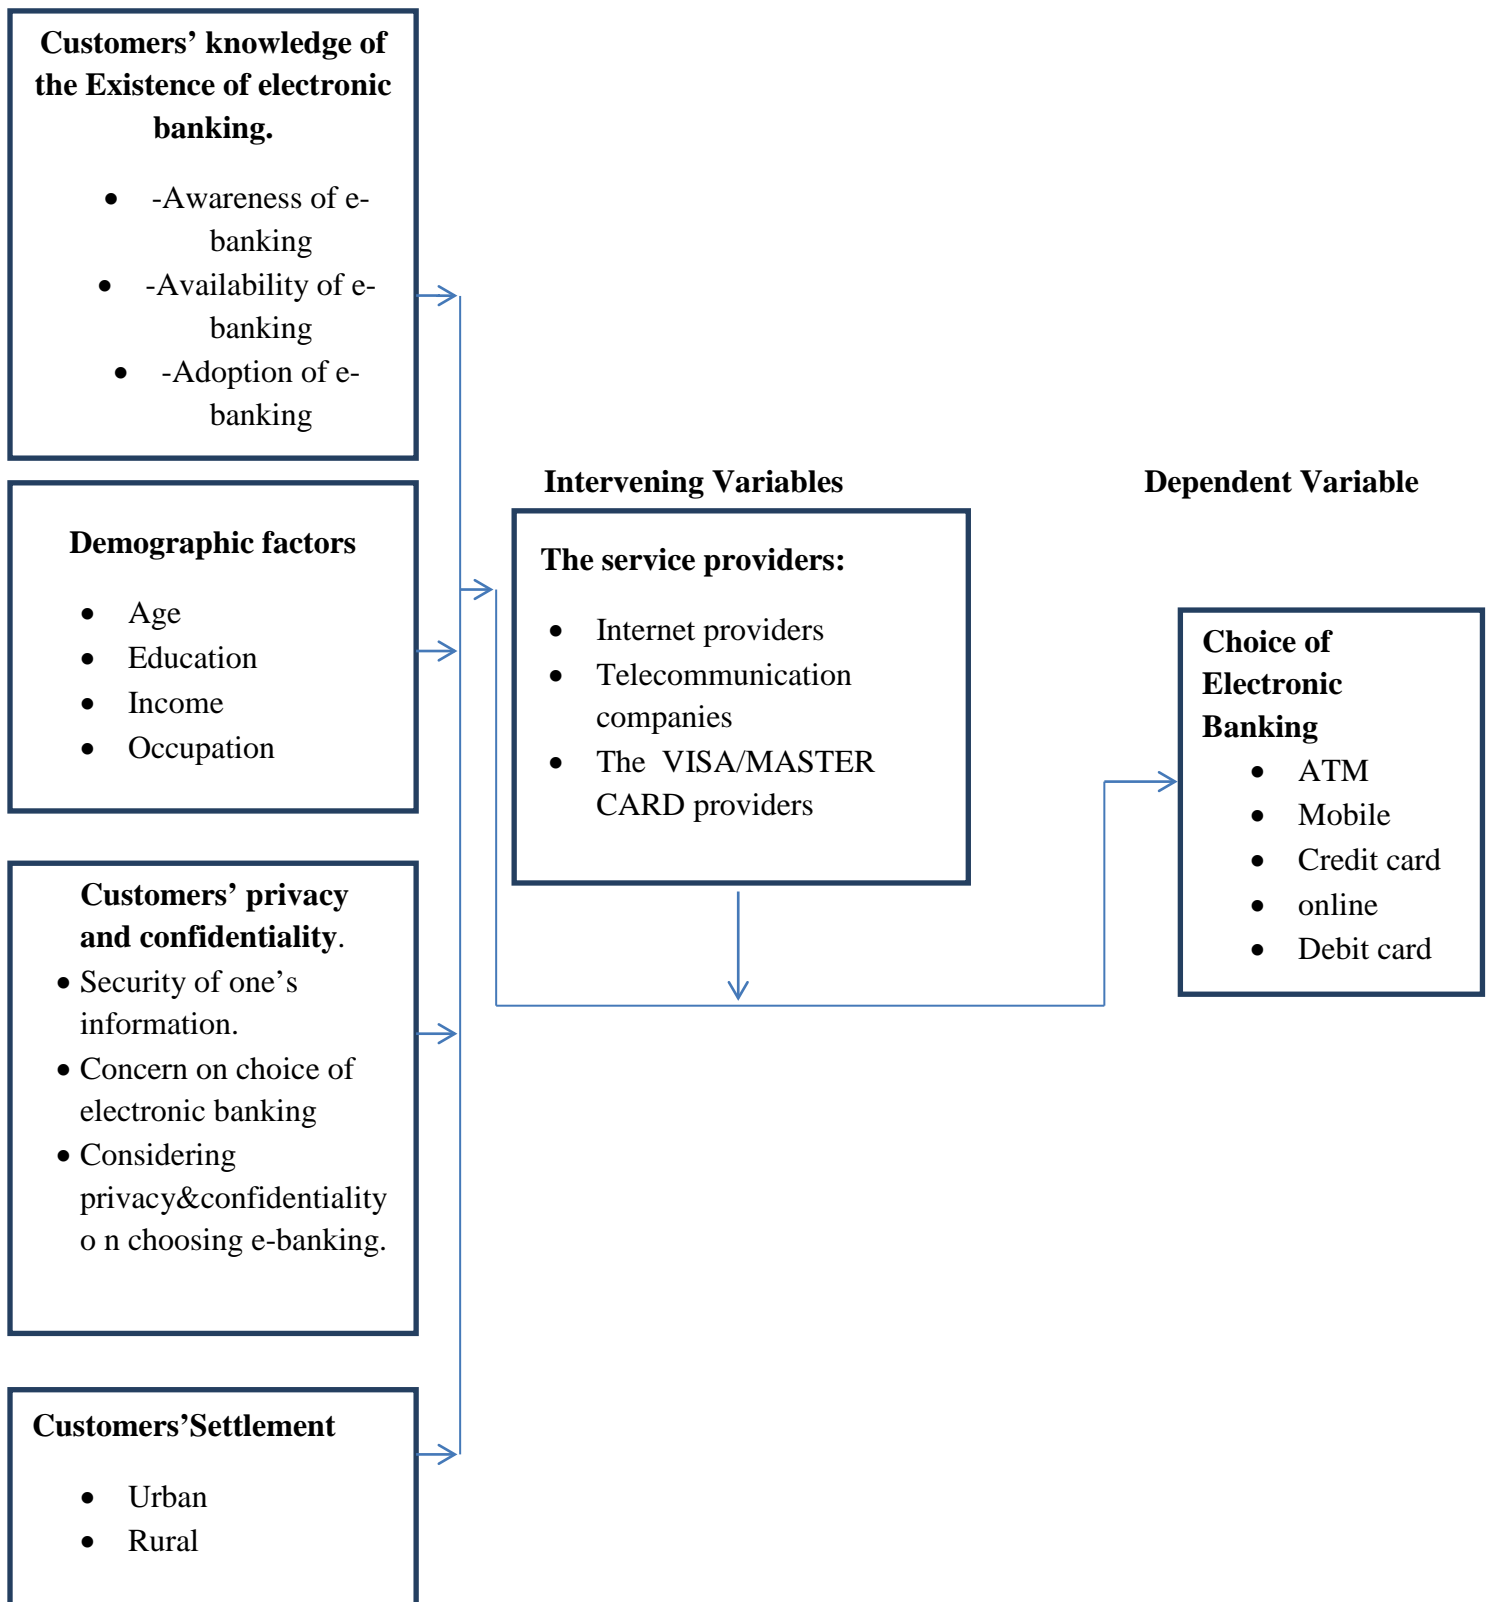 Customers’ knowledge of
the Existence of electronic
banking.
• -Awareness of e-
banking
• -Availability of e-
banking
• -Adoption of e-
banking
Demographic factors
• Age
• Education
• Income
• Occupation
Customers’ privacy
and confidentiality.
• Security of one’s
information.
• Concern on choice of
electronic banking
• Considering
privacy&confidentiality
o n choosing e-banking.
Customers’Settlement
• Urban
• Rural
Intervening Variables
The service providers:
• Internet providers
• Telecommunication
companies
• The VISA/MASTER
CARD providers
Dependent Variable
Choice of
Electronic
Banking
• ATM
• Mobile
• Credit card
• online
• Debit card